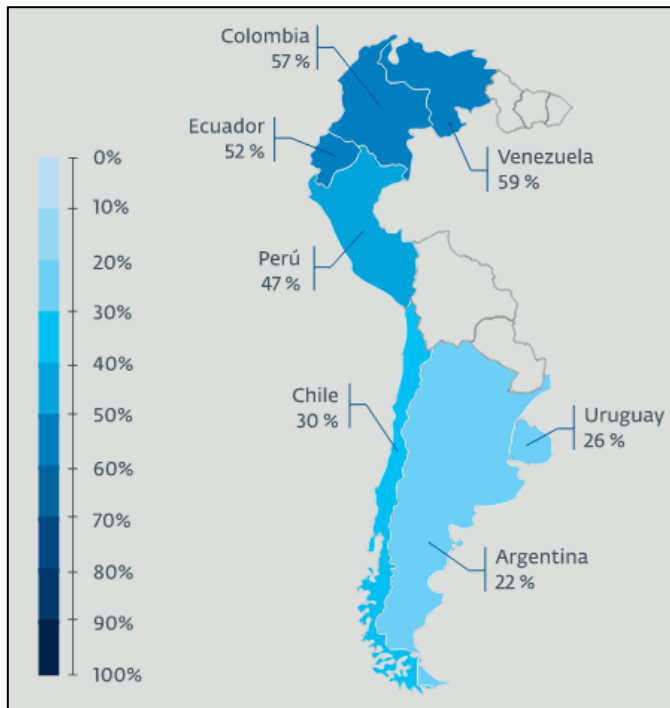 Colombia
57 %
Ecuador
52 %
Venezuela
59 %
Perú
47 %
Chile
30 %
Uruguay
26 %
Argentina
22 %
0%
10%
20%
30%
40%
50%
60%
70%
80%
90%
100%